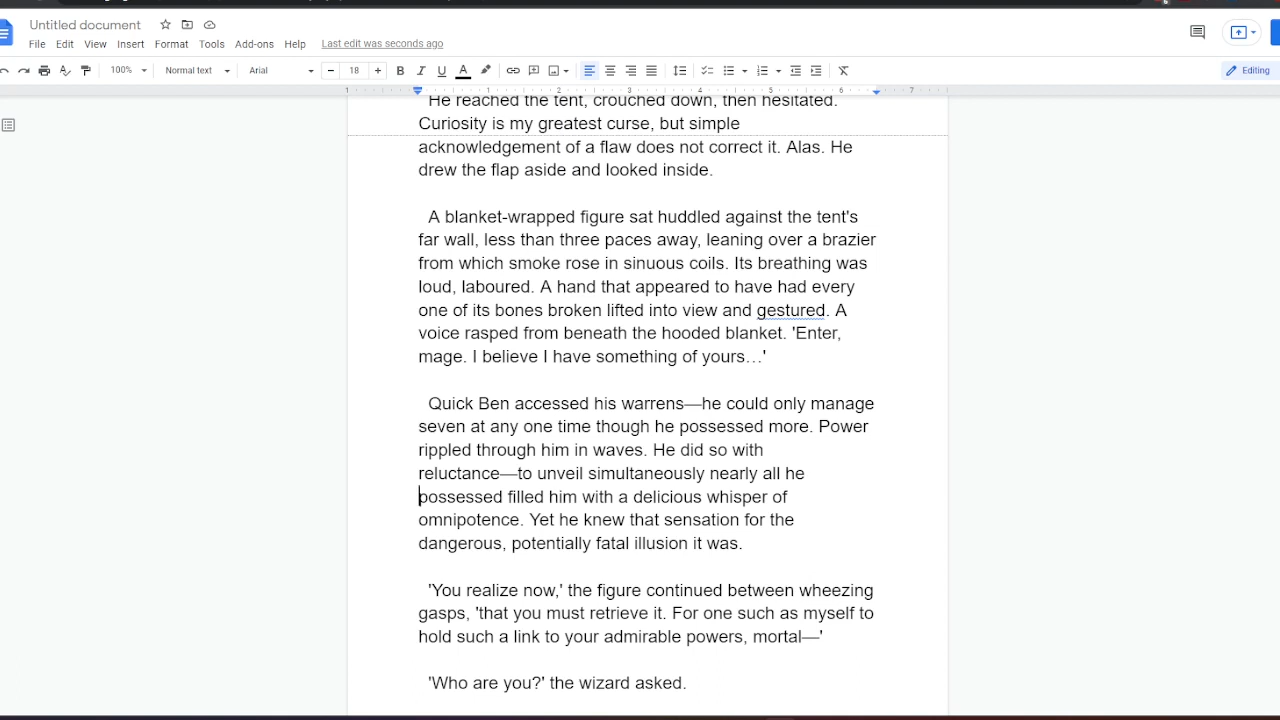 Untitled document
File Edit View Insert Format Tools Add-ons Help Last edit was seconds ago
100% Normal text Arial 18 B I U A Editing
1 1 2 3 4 5 6 7
He reached the tent, crouched down, then hesitated.
Curiosity is my greatest curse, but simple
acknowledgement of a flaw does not correct it. Alas. He
drew the flap aside and looked inside.
A blanket-wrapped figure sat huddled against the tent's
far wall, less than three paces away, leaning over a brazier
from which smoke rose in sinuous coils. Its breathing was
loud, laboured. A hand that appeared to have had every
one of its bones broken lifted into view and gestured. A
voice rasped from beneath the hooded blanket. 'Enter,
mage. I believe I have something of yours…'
Quick Ben accessed his warrens—he could only manage
seven at any one time though he possessed more. Power
rippled through him in waves. He did so with
reluctance—to unveil simultaneously nearly all he
possessed filled him with a delicious whisper of
omnipotence. Yet he knew that sensation for the
dangerous, potentially fatal illusion it was.
'You realize now,' the figure continued between wheezing
gasps, 'that you must retrieve it. For one such as myself to
hold such a link to your admirable powers, mortal—'
'Who are you?' the wizard asked.